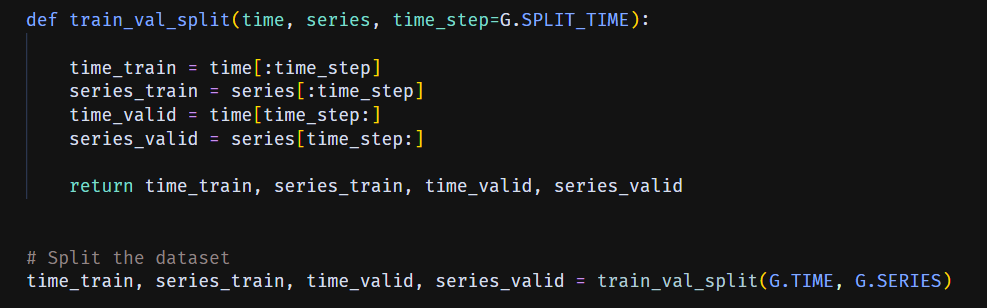 def train_val_split(time, series, time_step=G.SPLIT_TIME):
    time_train = time[:time_step]
    series_train = series[:time_step]
    time_valid = time[time_step:]
    series_valid = series[time_step:]
    return time_train, series_train, time_valid, series_valid
# Split the dataset
time_train, series_train, time_valid, series_valid = train_val_split(G.TIME, G.SERIES)